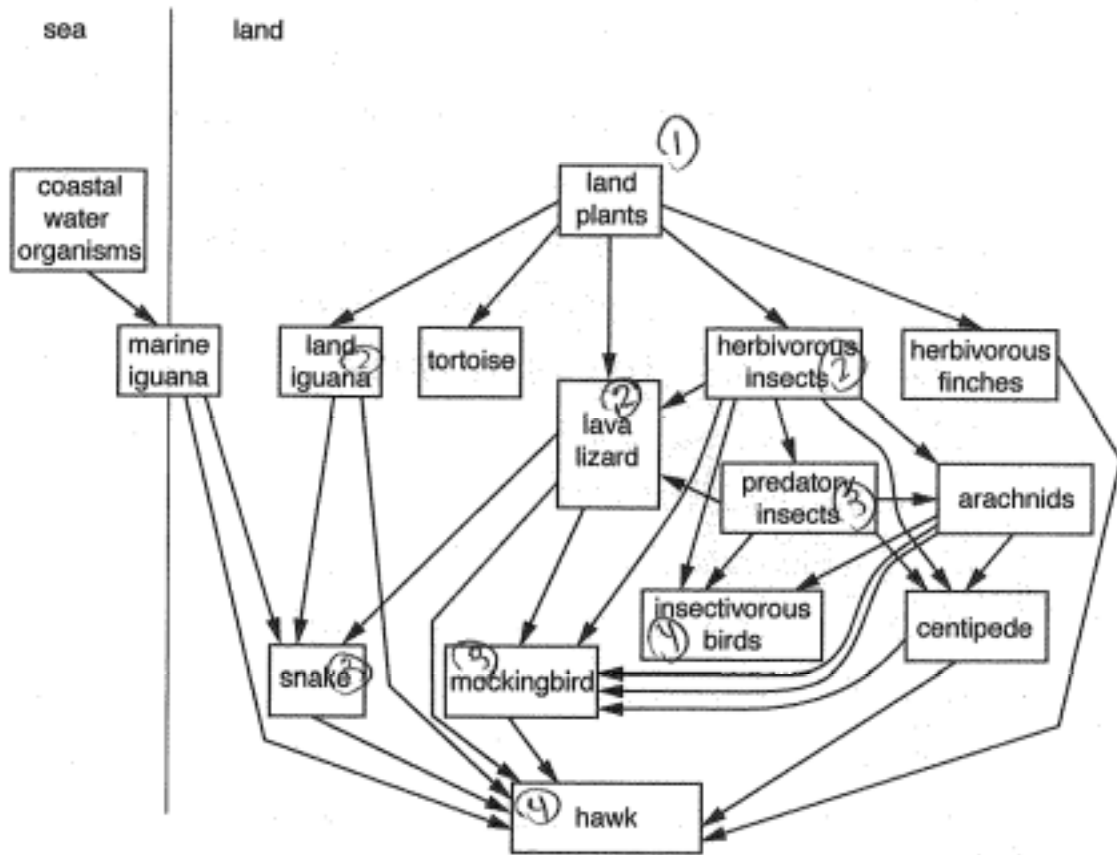 sea
land
1
coastal
water
organisms
land
plants
marine
iguana
land
iguana 2
tortoise
herbivorous
insects 2
herbivorous
finches
2
lava
lizard
predatory
insects 3
arachnids
insectivorous
4 birds
centipede
snake 3
3
mockingbird
4 hawk